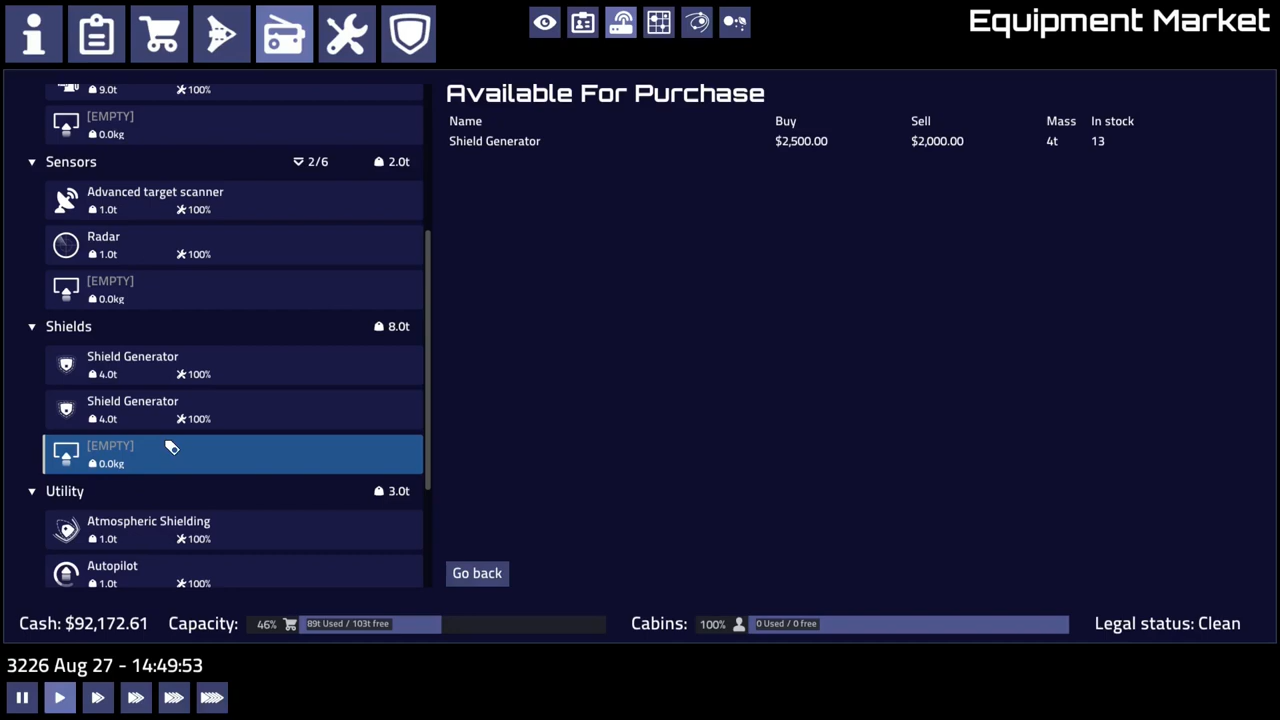 Equipment Market
9.0t 100%
[EMPTY]
0.0kg
Sensors 2/6 2.0t
Advanced target scanner
1.0t 100%
Radar
1.0t 100%
[EMPTY]
0.0kg
Shields 8.0t
Shield Generator
4.0t 100%
Shield Generator
4.0t 100%
[EMPTY]
0.0kg
Utility 3.0t
Atmospheric Shielding
1.0t 100%
Autopilot
1.0t 100%
Available For Purchase
Name Buy Sell Mass In stock
Shield Generator $2,500.00 $2,000.00 4t 13
Go back
Cash: $92,172.61 Capacity: 46% 89t Used / 103t free Cabins: 100% 0 Used / 0 free Legal status: Clean
3226 Aug 27 - 14:49:53